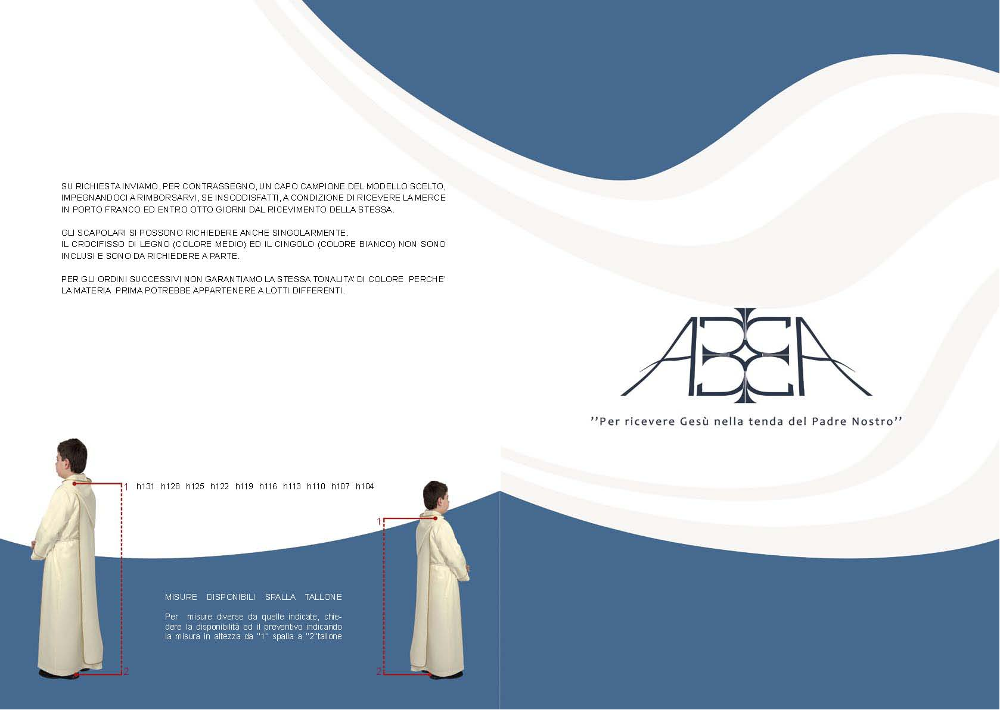 SU RICHIESTA INVIAMO, PER CONTRASSEGNO, UN CAPO CAMPIONE DEL MODELLO SCELTO,
IMPEGNANDOCI A RIMBORSARVI, SE INSODDISFATTI, A CONDIZIONE DI RICEVERE LA MERCE
IN PORTO FRANCO ED ENTRO OTTO GIORNI DAL RICEVIMENTO DELLA STESSA.
GLI SCAPOLARI SI POSSONO RICHIEDERE ANCHE SINGOLARMENTE.
IL CROCIFISSO DI LEGNO (COLORE MEDIO) ED IL CINGOLO (COLORE BIANCO) NON SONO
INCLUSI E SONO DA RICHIEDERE A PARTE.
PER GLI ORDINI SUCCESSIVI NON GARANTIAMO LA STESSA TONALITA' DI COLORE PERCHE'
LA MATERIA PRIMA POTREBBE APPARTENERE A LOTTI DIFFERENTI.
1 h131 h128 h125 h122 h119 h116 h113 h110 h107 h104
1
MISURE DISPONIBILI SPALLA TALLONE
Per misure diverse da quelle indicate, chie-
dere la disponibilità ed il preventivo indicando
la misura in altezza da "1" spalla a "2"tallone
2
2
ABEA
''Per ricevere Gesù nella tenda del Padre Nostro''